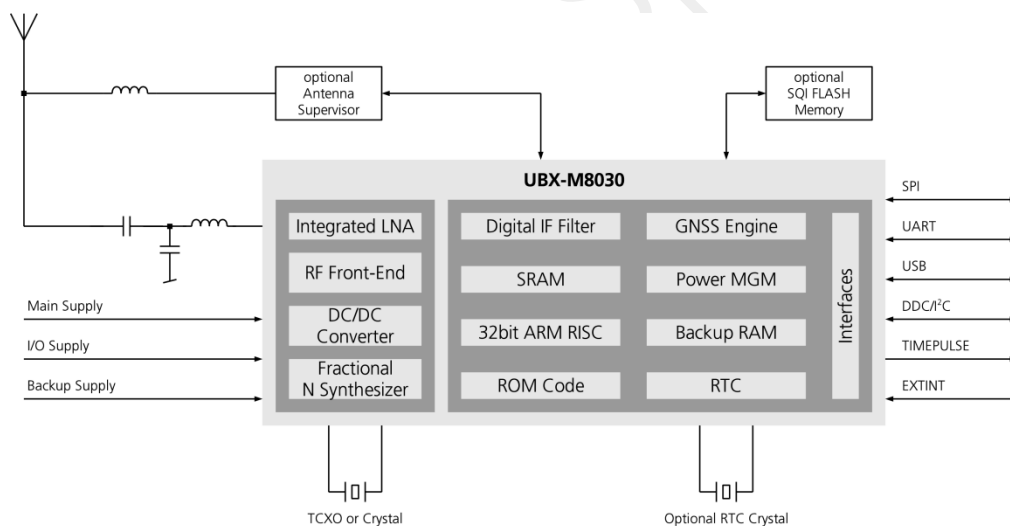 optional
Antenna
Supervisor
optional
SQI FLASH
Memory
UBX-M8030
Integrated LNA
RF Front-End
DC/DC
Converter
Fractional
N Synthesizer
Digital IF Filter
SRAM
32bit ARM RISC
ROM Code
GNSS Engine
Power MGM
Backup RAM
RTC
Interfaces
Main Supply
I/O Supply
Backup Supply
SPI
UART
USB
DDC/I²C
TIMEPULSE
EXTINT
TCXO or Crystal
Optional RTC Crystal